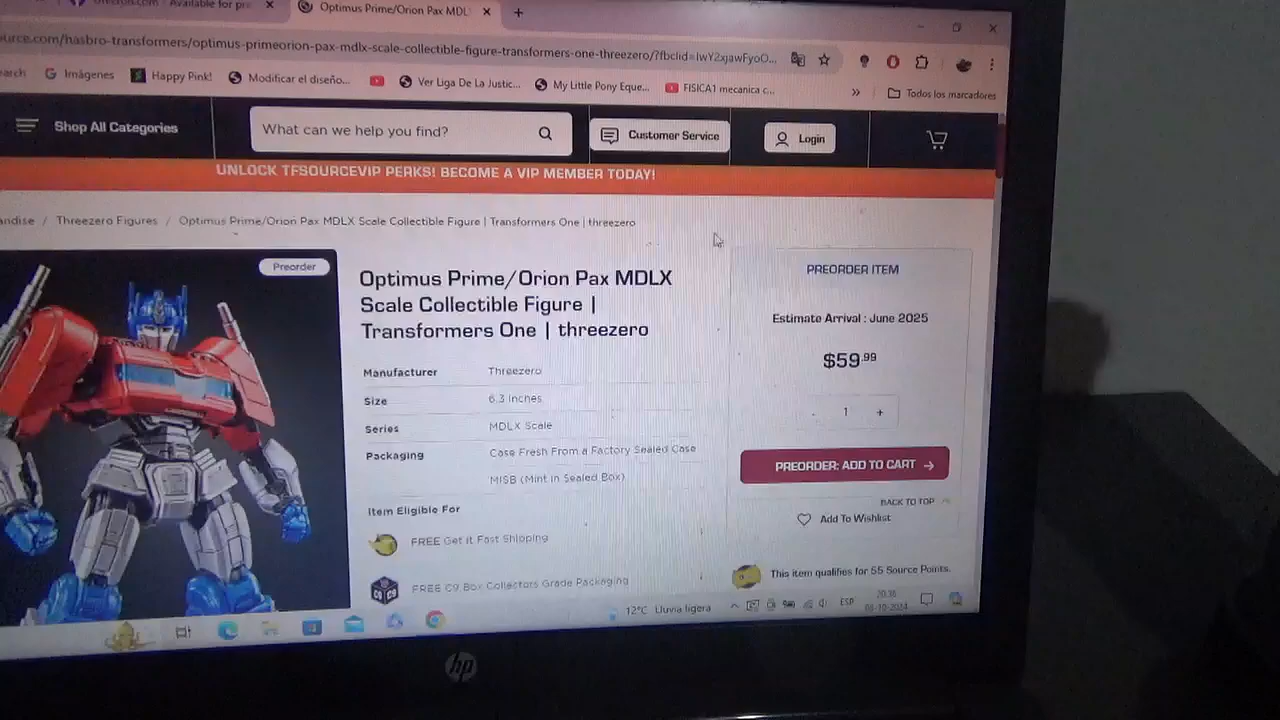 Optimus Prime/Orion Pax MDL
urce.com/hasbro-transformers/optimus-primeorion-pax-mdlx-scale-collectible-figure-transformers-one-threezero/?fbclid=IwY2xjawFyoO...
earch Imágenes Happy Pink! Modificar el diseño... Ver Liga De La Justic... My Little Pony Eque... FISICA1 mecanica c... » Todos los marcadores
Shop All Categories What can we help you find? Customer Service Login
UNLOCK TFSOURCEVIP PERKS! BECOME A VIP MEMBER TODAY!
andise / Threezero Figures / Optimus Prime/Orion Pax MDLX Scale Collectible Figure | Transformers One | threezero
Preorder
Optimus Prime/Orion Pax MDLX
Scale Collectible Figure |
Transformers One | threezero
Manufacturer Threezero
Size 6.3 inches
Series MDLX Scale
Packaging Case Fresh From a Factory Sealed Case
MISB (Mint in Sealed Box)
Item Eligible For
FREE Get it Fast Shipping
FREE C9 Box Collectors Grade Packaging
PREORDER ITEM
Estimate Arrival : June 2025
$59.99
- 1 +
PREORDER: ADD TO CART →
BACK TO TOP
Add To Wishlist
This item qualifies for 55 Source Points.
12°C Lluvia ligera ESP 20:38
08-10-2024
hp